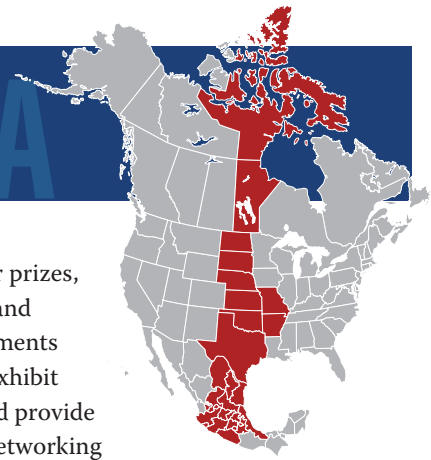 A
prizes,
and
ments
xhibit
d provide
etworking